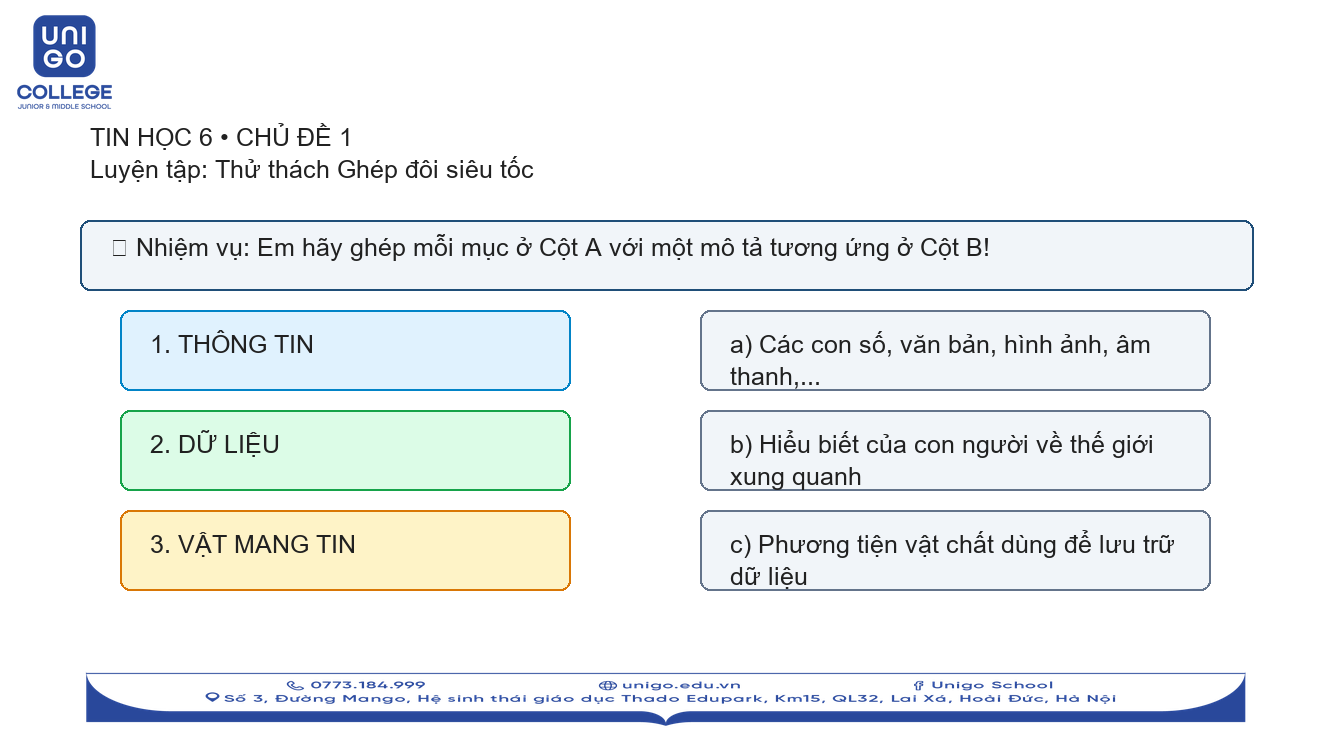 UNI
GO
COLLEGE
JUNIOR & MIDDLE SCHOOL
TIN HỌC 6 • CHỦ ĐỀ 1
Luyện tập: Thử thách Ghép đôi siêu tốc
Nhiệm vụ: Em hãy ghép mỗi mục ở Cột A với một mô tả tương ứng ở Cột B!
1. THÔNG TIN
a) Các con số, văn bản, hình ảnh, âm
thanh,...
2. DỮ LIỆU
b) Hiểu biết của con người về thế giới
xung quanh
3. VẬT MANG TIN
c) Phương tiện vật chất dùng để lưu trữ
dữ liệu
0773.184.999
unigo.edu.vn
Unigo School
Số 3, Đường Mango, Hệ sinh thái giáo dục Thado Edupark, Km15, QL32, Lai Xá, Hoài Đức, Hà Nội